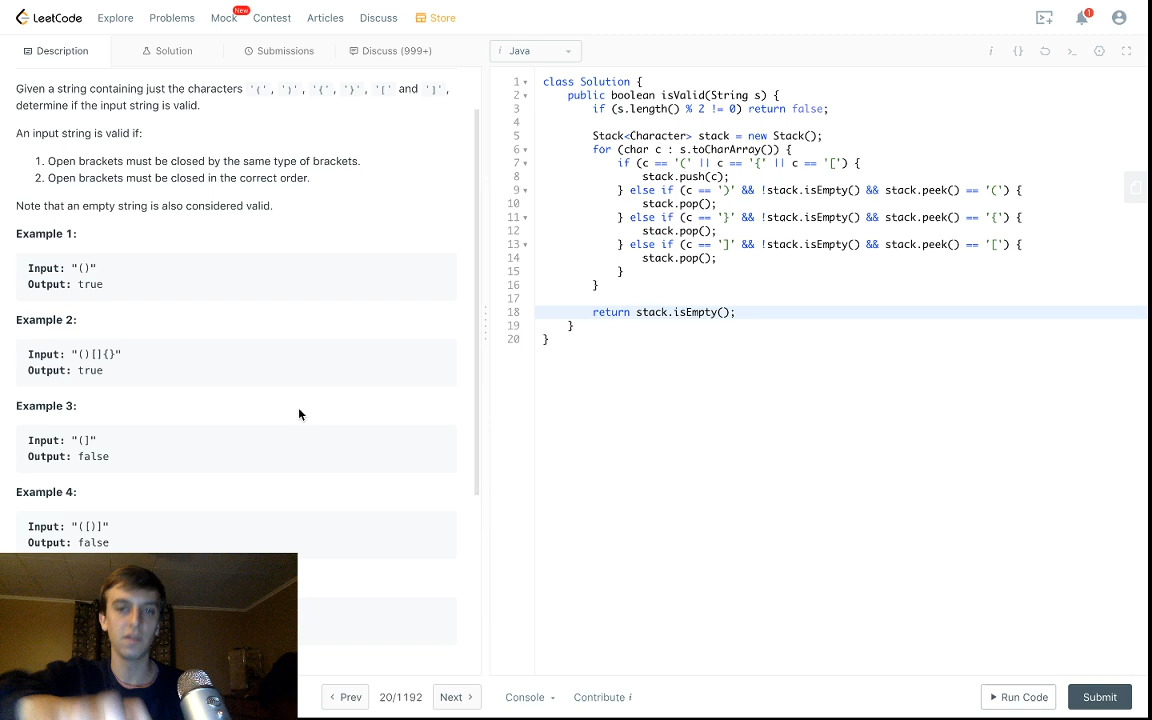 LeetCode Explore Problems Mock New Contest Articles Discuss Store 1
Description Solution Submissions Discuss (999+) i Java i {} >_
Given a string containing just the characters '(', ')', '{', '}', '[' and ']',
determine if the input string is valid.
An input string is valid if:
1. Open brackets must be closed by the same type of brackets.
2. Open brackets must be closed in the correct order.
Note that an empty string is also considered valid.
Example 1:
Input: "()"
Output: true
Example 2:
Input: "()[]{}"
Output: true
Example 3:
Input: "(]"
Output: false
Example 4:
Input: "([)]"
Output: false
1 class Solution {
2 public boolean isValid(String s) {
3 if (s.length() % 2 != 0) return false;
4
5 Stack<Character> stack = new Stack();
6 for (char c : s.toCharArray()) {
7 if (c == '(' || c == '{' || c == '[') {
8 stack.push(c);
9 } else if (c == ')' && !stack.isEmpty() && stack.peek() == '(') {
10 stack.pop();
11 } else if (c == '}' && !stack.isEmpty() && stack.peek() == '{') {
12 stack.pop();
13 } else if (c == ']' && !stack.isEmpty() && stack.peek() == '[') {
14 stack.pop();
15 }
16 }
17
18 return stack.isEmpty();
19 }
20 }
‹ Prev 20/1192 Next › Console Contribute i Run Code Submit